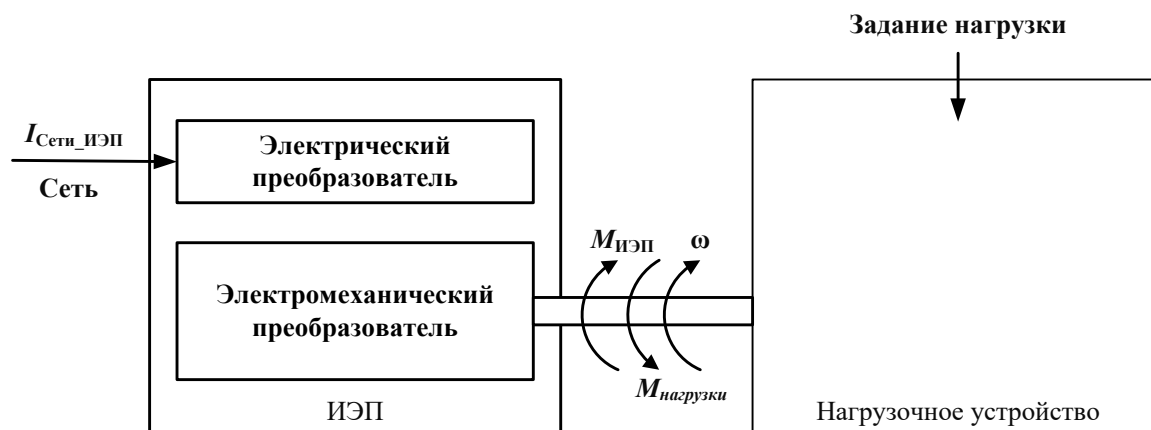 Задание нагрузки
IСети_ИЭП
Сеть
Электрический
преобразователь
MИЭП
ω
Электромеханический
преобразователь
Mнагрузки
ИЭП
Нагрузочное устройство